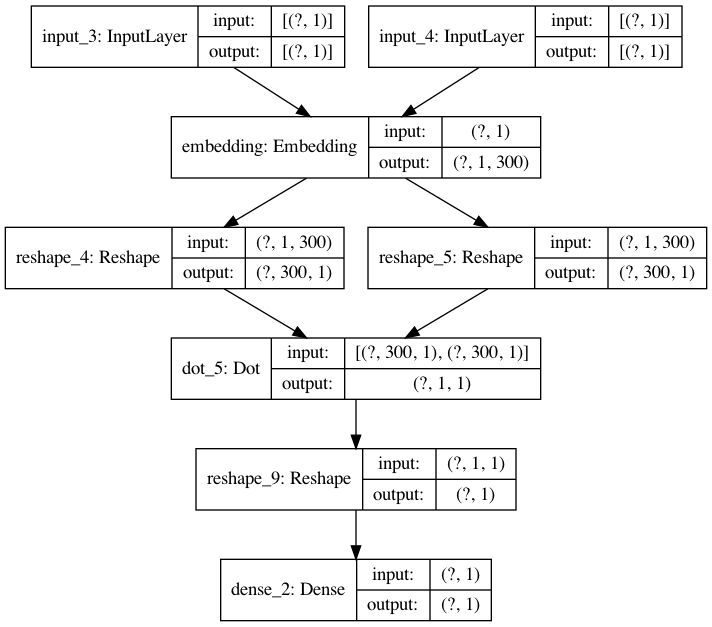 input_3: InputLayer
input:
[(?, 1)]
output:
[(?, 1)]
input_4: InputLayer
input:
[(?, 1)]
output:
[(?, 1)]
embedding: Embedding
input:
(?, 1)
output:
(?, 1, 300)
reshape_4: Reshape
input:
(?, 1, 300)
output:
(?, 300, 1)
reshape_5: Reshape
input:
(?, 1, 300)
output:
(?, 300, 1)
dot_5: Dot
input:
[(?, 300, 1), (?, 300, 1)]
output:
(?, 1, 1)
reshape_9: Reshape
input:
(?, 1, 1)
output:
(?, 1)
dense_2: Dense
input:
(?, 1)
output:
(?, 1)